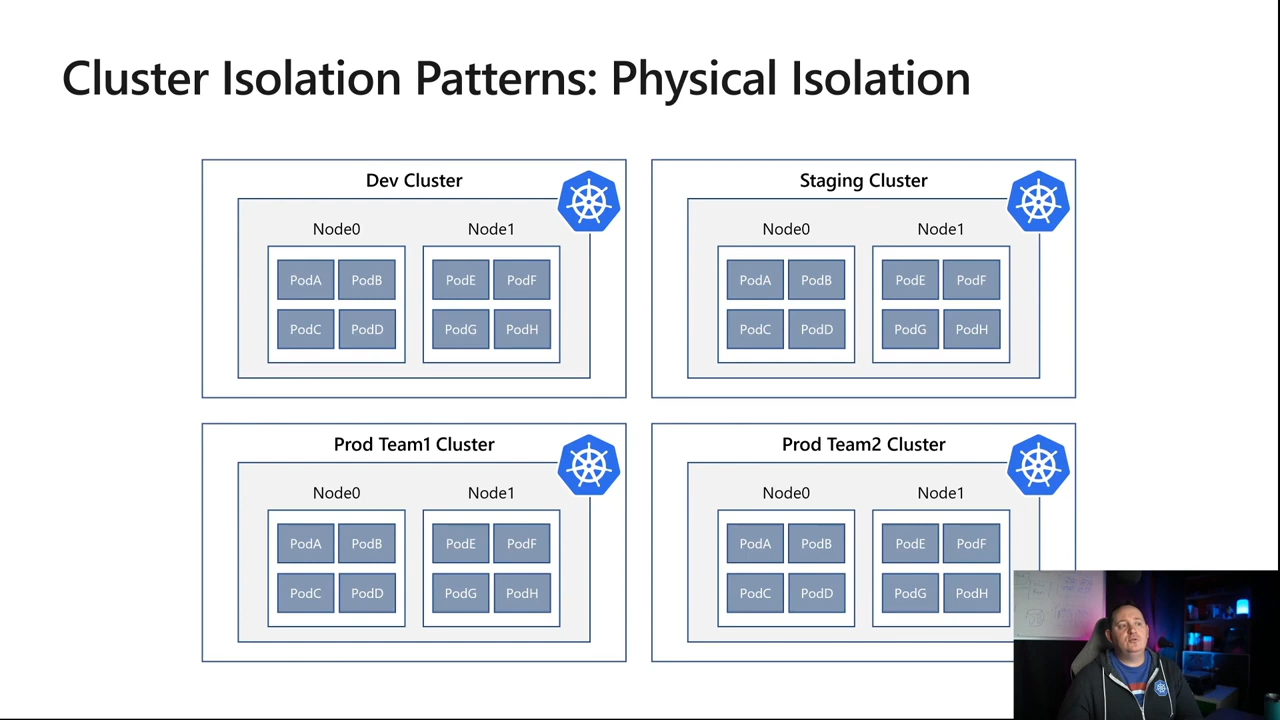 Cluster Isolation Patterns: Physical Isolation
Dev Cluster
Node0
Node1
PodA PodB
PodE PodF
PodC PodD
PodG PodH
Staging Cluster
Node0
Node1
PodA PodB
PodE PodF
PodC PodD
PodG PodH
Prod Team1 Cluster
Node0
Node1
PodA PodB
PodE PodF
PodC PodD
PodG PodH
Prod Team2 Cluster
Node0
Node1
PodA PodB
PodE PodF
PodC PodD
PodG PodH